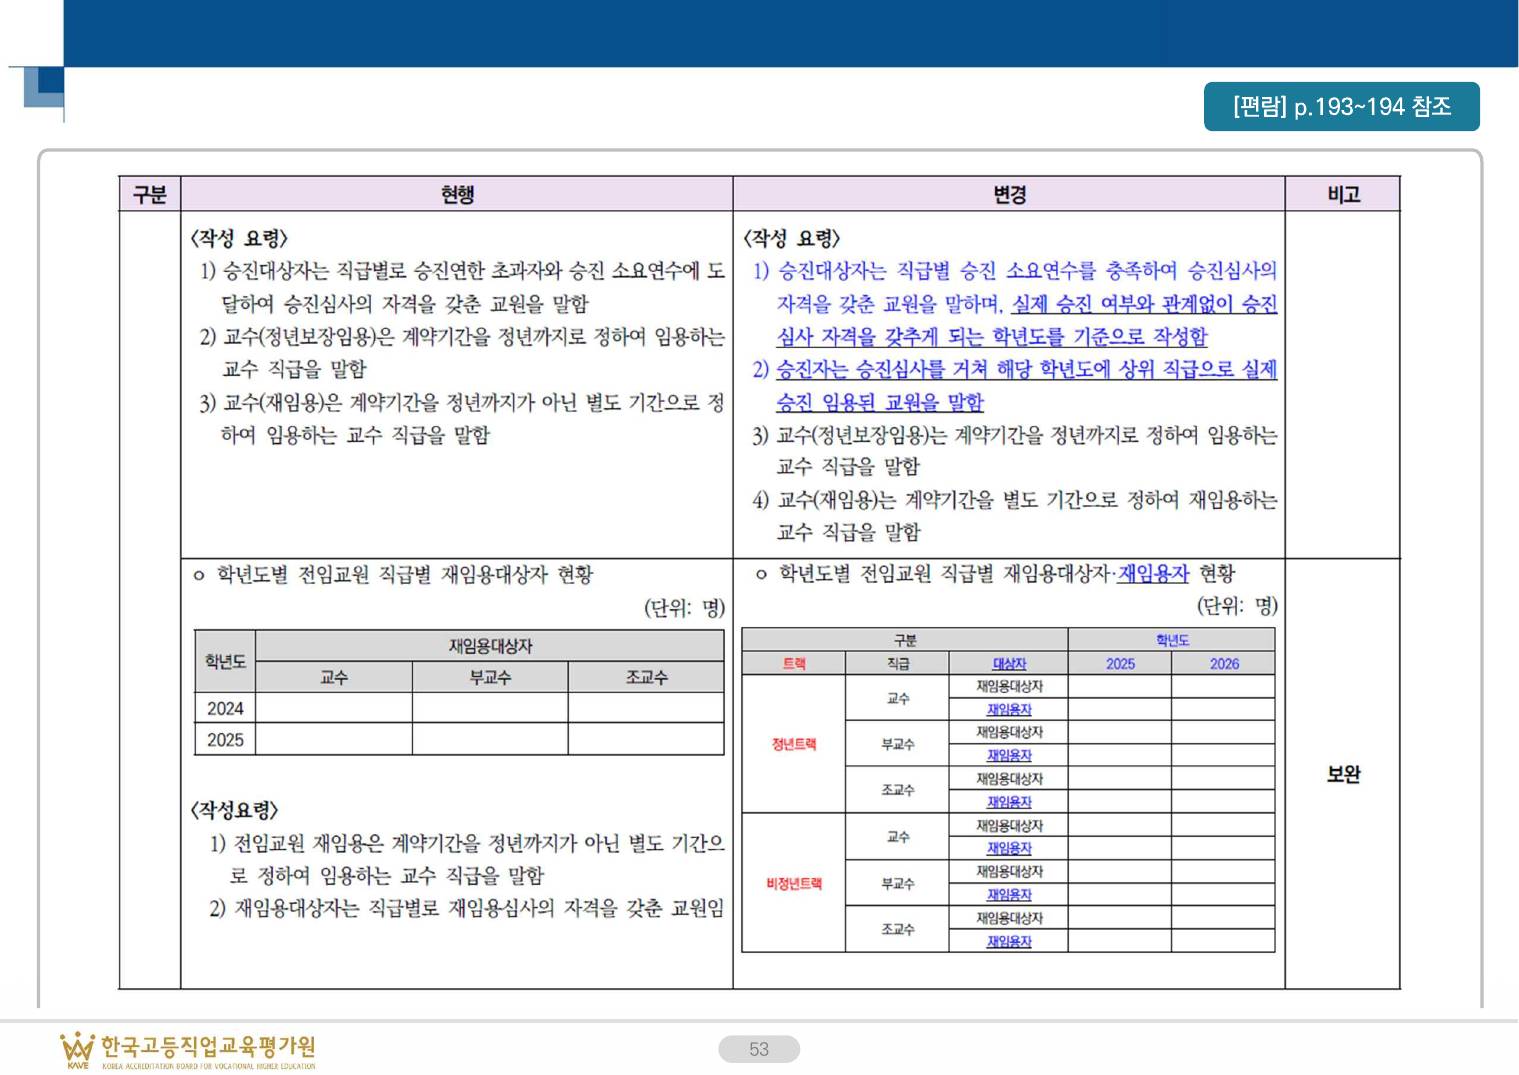 [편람] p.193~194 참조
구분 현행 변경 비고
<작성 요령>
1) 승진대상자는 직급별로 승진연한 초과자와 승진 소요연수에 도
달하여 승진심사의 자격을 갖춘 교원을 말함
2) 교수(정년보장임용)은 계약기간을 정년까지로 정하여 임용하는
교수 직급을 말함
3) 교수(재임용)은 계약기간을 정년까지가 아닌 별도 기간으로 정
하여 임용하는 교수 직급을 말함
<작성 요령>
1) 승진대상자는 직급별 승진 소요연수를 충족하여 승진심사의
자격을 갖춘 교원을 말하며, 실제 승진 여부와 관계없이 승진
심사 자격을 갖추게 되는 학년도를 기준으로 작성함
2) 승진자는 승진심사를 거쳐 해당 학년도에 상위 직급으로 실제
승진 임용된 교원을 말함
3) 교수(정년보장임용)는 계약기간을 정년까지로 정하여 임용하는
교수 직급을 말함
4) 교수(재임용)는 계약기간을 별도 기간으로 정하여 재임용하는
교수 직급을 말함
ㅇ 학년도별 전임교원 직급별 재임용대상자 현황
(단위: 명)
학년도 재임용대상자
교수 부교수 조교수
2024
2025
<작성요령>
1) 전임교원 재임용은 계약기간을 정년까지가 아닌 별도 기간으
로 정하여 임용하는 교수 직급을 말함
2) 재임용대상자는 직급별로 재임용심사의 자격을 갖춘 교원임
ㅇ 학년도별 전임교원 직급별 재임용대상자·재임용자 현황
(단위: 명)
구분 학년도
트랙 직급 대상자 2025 2026
정년트랙 교수 재임용대상자
재임용자
부교수 재임용대상자
재임용자
조교수 재임용대상자
재임용자
비정년트랙 교수 재임용대상자
재임용자
부교수 재임용대상자
재임용자
조교수 재임용대상자
재임용자
보완
KAVE 한국고등직업교육평가원
KOREA ACCREDITATION BOARD FOR VOCATIONAL HIGHER EDUCATION
53